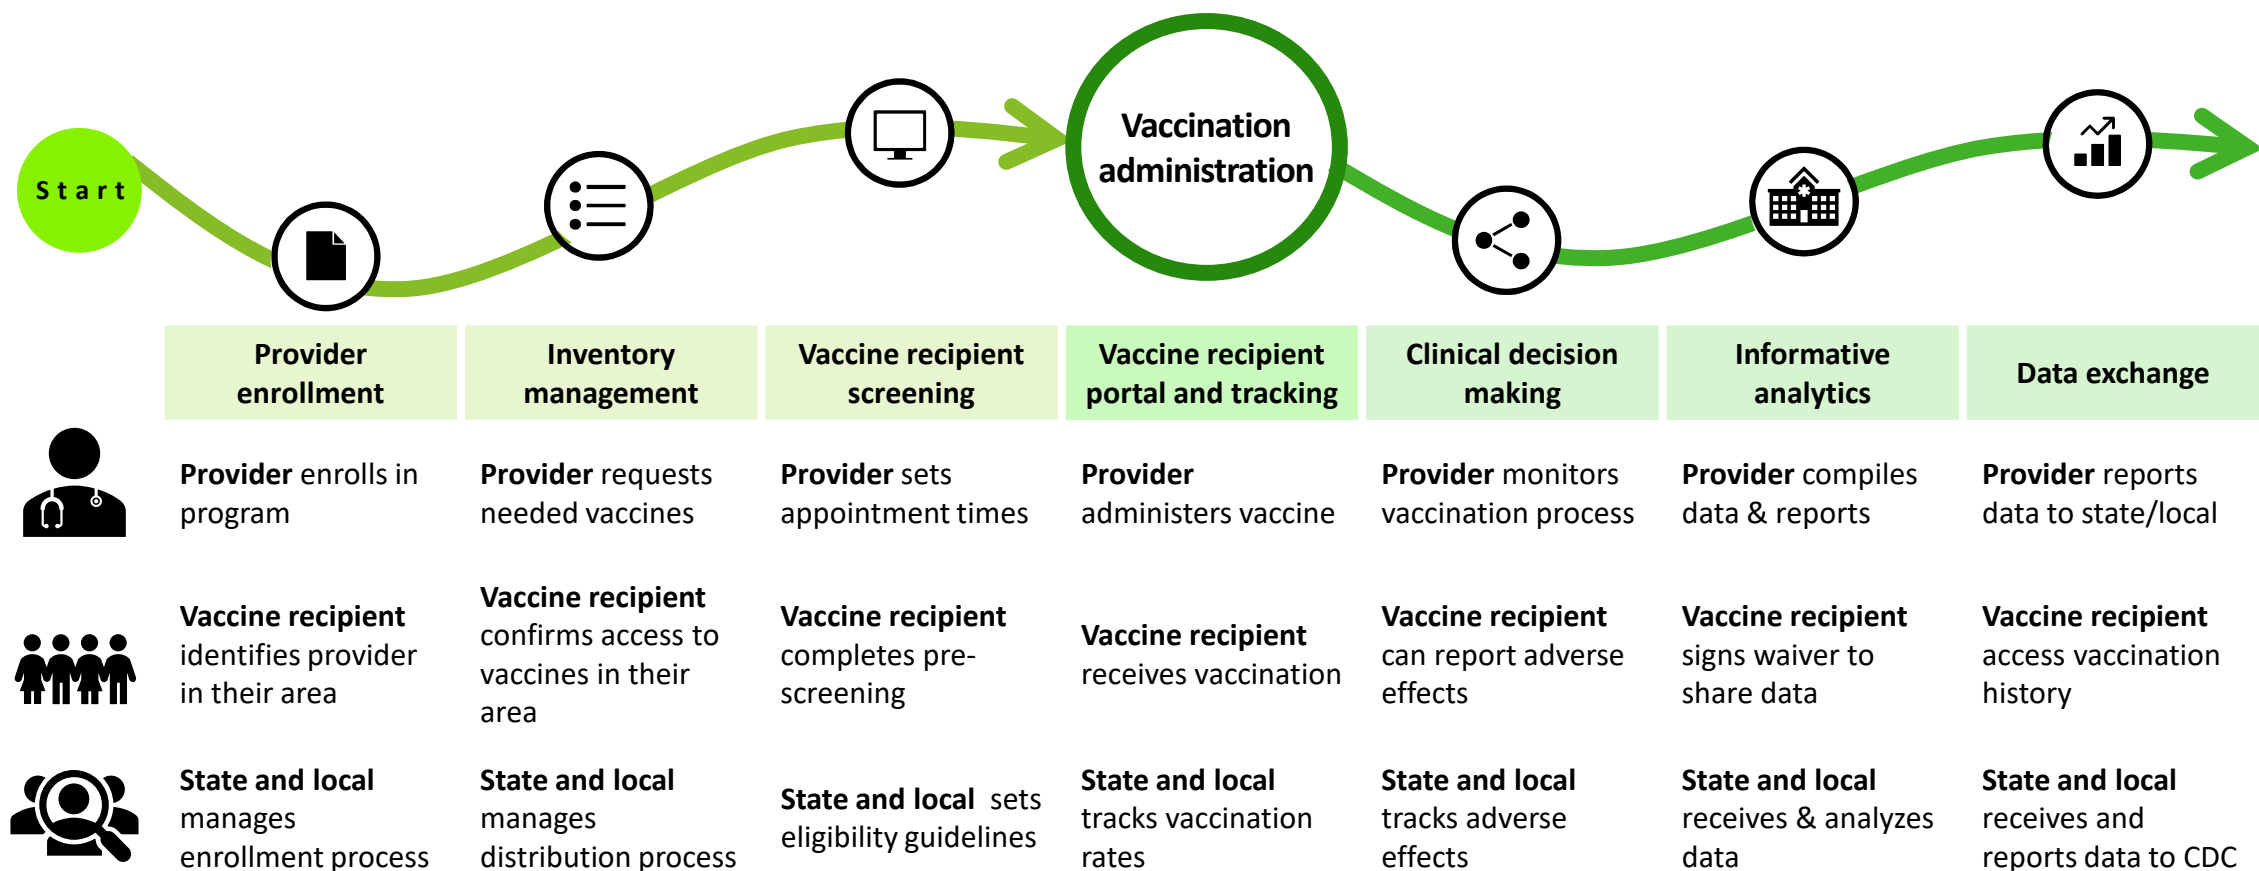 Start
Vaccination
administration
Provider
enrollment
Inventory
management
Vaccine recipient
screening
Vaccine recipient
portal and tracking
Clinical decision
making
Informative
analytics
Data exchange
Provider enrolls in
program
Provider requests
needed vaccines
Provider sets
appointment times
Provider
administers vaccine
Provider monitors
vaccination process
Provider compiles
data & reports
Provider reports
data to state/local
Vaccine recipient
identifies provider
in their area
Vaccine recipient
confirms access to
vaccines in their
area
Vaccine recipient
completes pre-
screening
Vaccine recipient
receives vaccination
Vaccine recipient
can report adverse
effects
Vaccine recipient
signs waiver to
share data
Vaccine recipient
access vaccination
history
State and local
manages
enrollment process
State and local
manages
distribution process
State and local sets
eligibility guidelines
State and local
tracks vaccination
rates
State and local
tracks adverse
effects
State and local
receives & analyzes
data
State and local
receives and
reports data to CDC